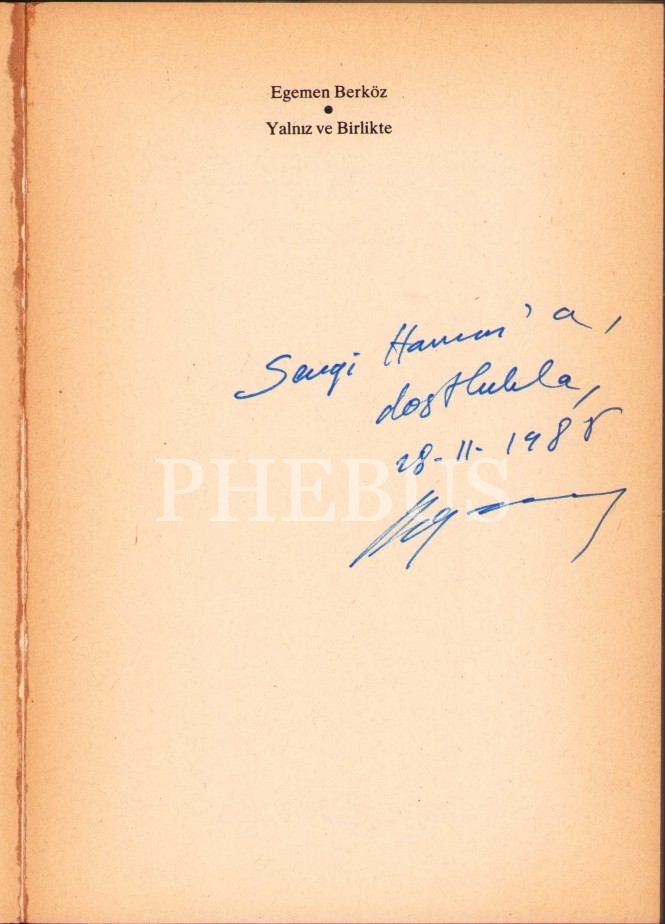 Egemen Berköz
•
Yalnız ve Birlikte
Sevgi Hanım'a,
dostlukla,
28-11-1988
PHEBUS